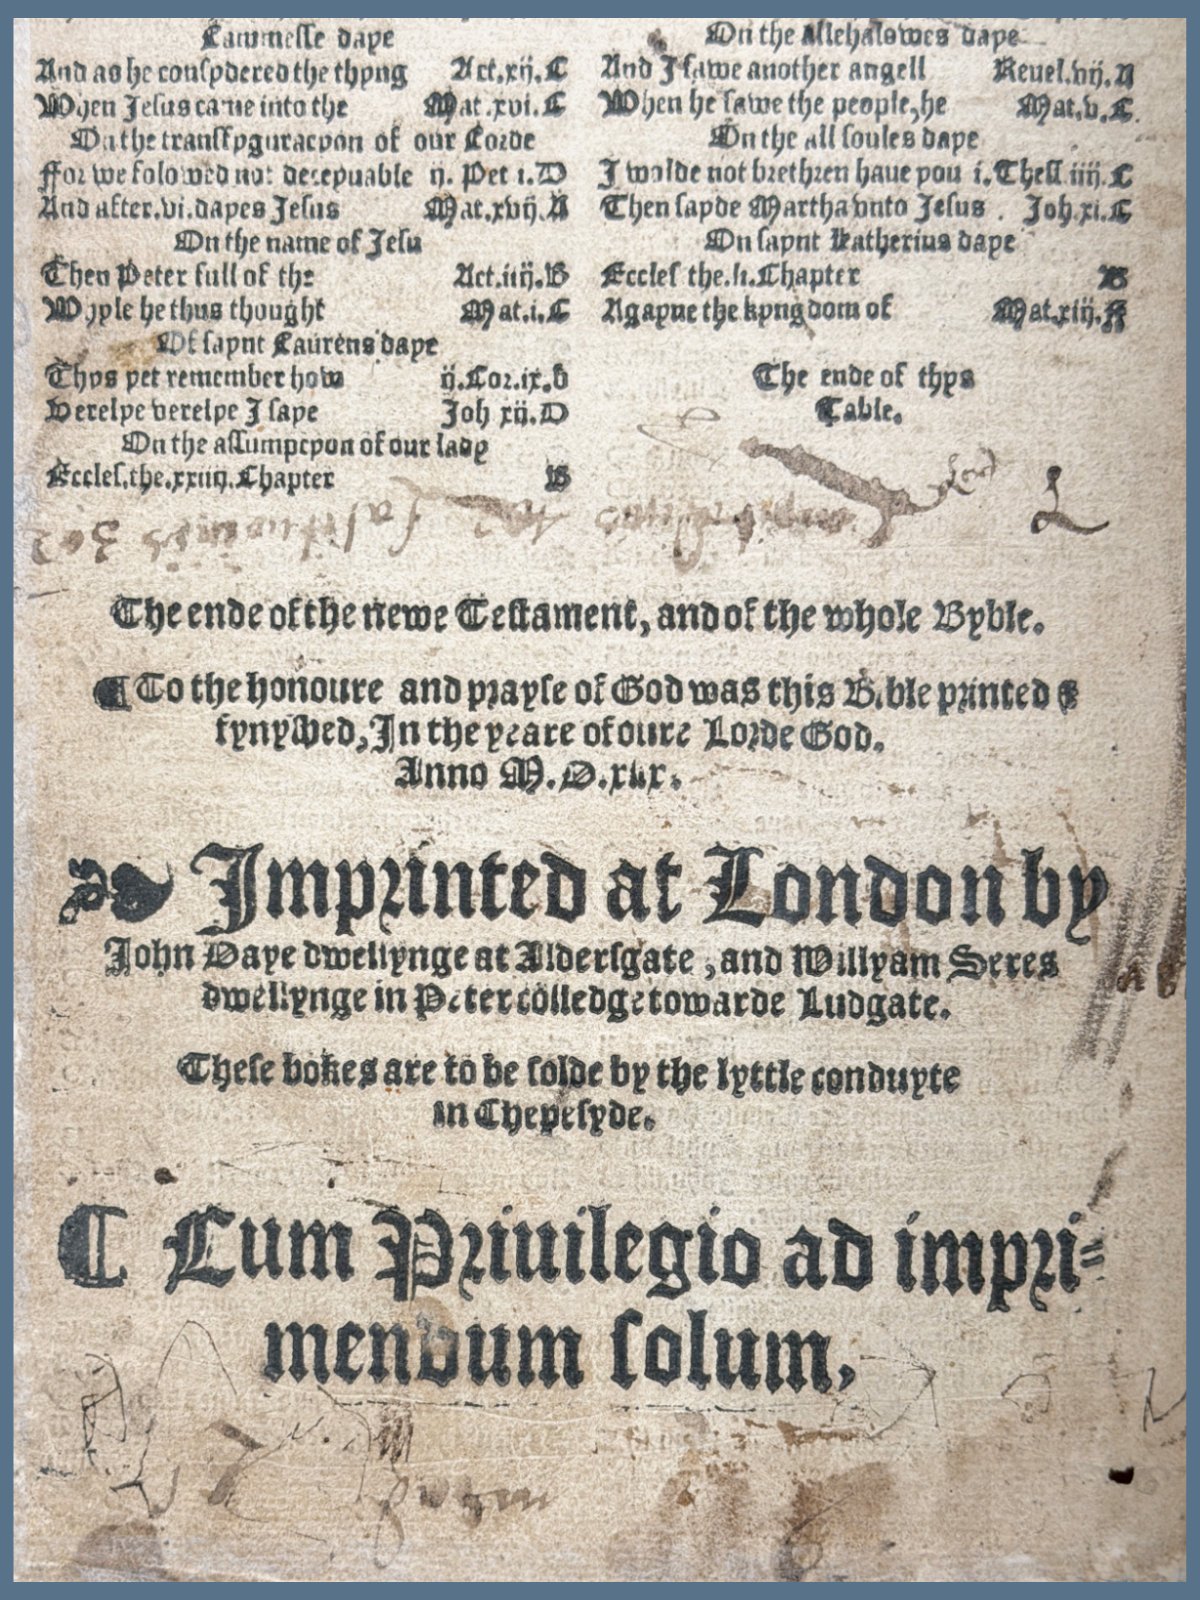 Lammesse daye
And as he consydered the thyng Act.xij.C
When Jesus came into the Mat.xvi.C
On the transfyguracyon of our Lorde
For we folowed not deceyuable ij. Pet i.D
And after.vi.dayes Jesus Mat.xvij.A
On the name of Jesu
Then Peter full of the Act.iiij.B
Whyle he thus thought Mat.i.C
Of saynt Laurens daye
Thys yet remember how ij.Cor.ix.b
Verelye verelye I saye Joh xij.D
On the assumpcyon of our lady
Eccles.the.xxiiij.Chapter B
On the Allehalowes daye
And I sawe another angell Reuel.vij.A
When he sawe the people,he Mat.v.C.
On the all soules daye
I wolde not brethren haue you i.Thess.iiij.C
Then sayde Martha vnto Jesus . Joh.xi.C
On saynt Katherins daye
Eccles the.li.Chapter B
Agayne the kyngdom of Mat.xiij.
The ende of thys
Table.
The ende of the newe Testament, and of the whole Byble.
¶ To the honoure and prayse of God was this Bible printed &
fynyshed, In the yeare of oure Lorde God.
Anno M.D.xlix.
❧ Imprinted at London by
John Daye dwellynge at Aldersgate , and Willyam Seres
dwellynge in Peter colledge towarde Ludgate.
These bokes are to be solde by the lyttle conduyte
in Chepesyde.
¶ Cum Priuilegio ad impri-
mendum solum,